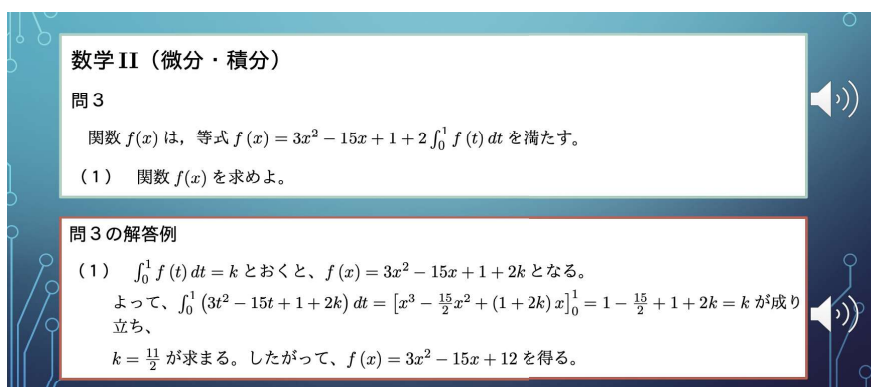 数学II（微分・積分）
問３
関数 f(x) は，等式 f(x) = 3x² − 15x + 1 + 2∫₀¹ f(t) dt を満たす。
（１） 関数 f(x) を求めよ。
問３の解答例
（１） ∫₀¹ f(t) dt = k とおくと、f(x) = 3x² − 15x + 1 + 2k となる。
よって、∫₀¹ (3t² − 15t + 1 + 2k) dt = [x³ − 15/2 x² + (1 + 2k) x]₀¹ = 1 − 15/2 + 1 + 2k = k が成り
立ち、
k = 11/2 が求まる。したがって、f(x) = 3x² − 15x + 12 を得る。